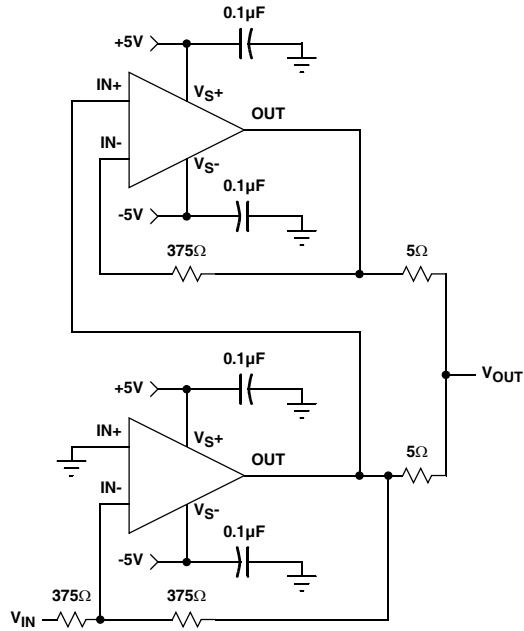 0.1µF
+5V
IN+
VS+
OUT
IN-
VS-
0.1µF
-5V
375Ω
5Ω
VOUT
0.1µF
+5V
IN+
VS+
OUT
5Ω
IN-
VS-
0.1µF
-5V
375Ω
375Ω
VIN